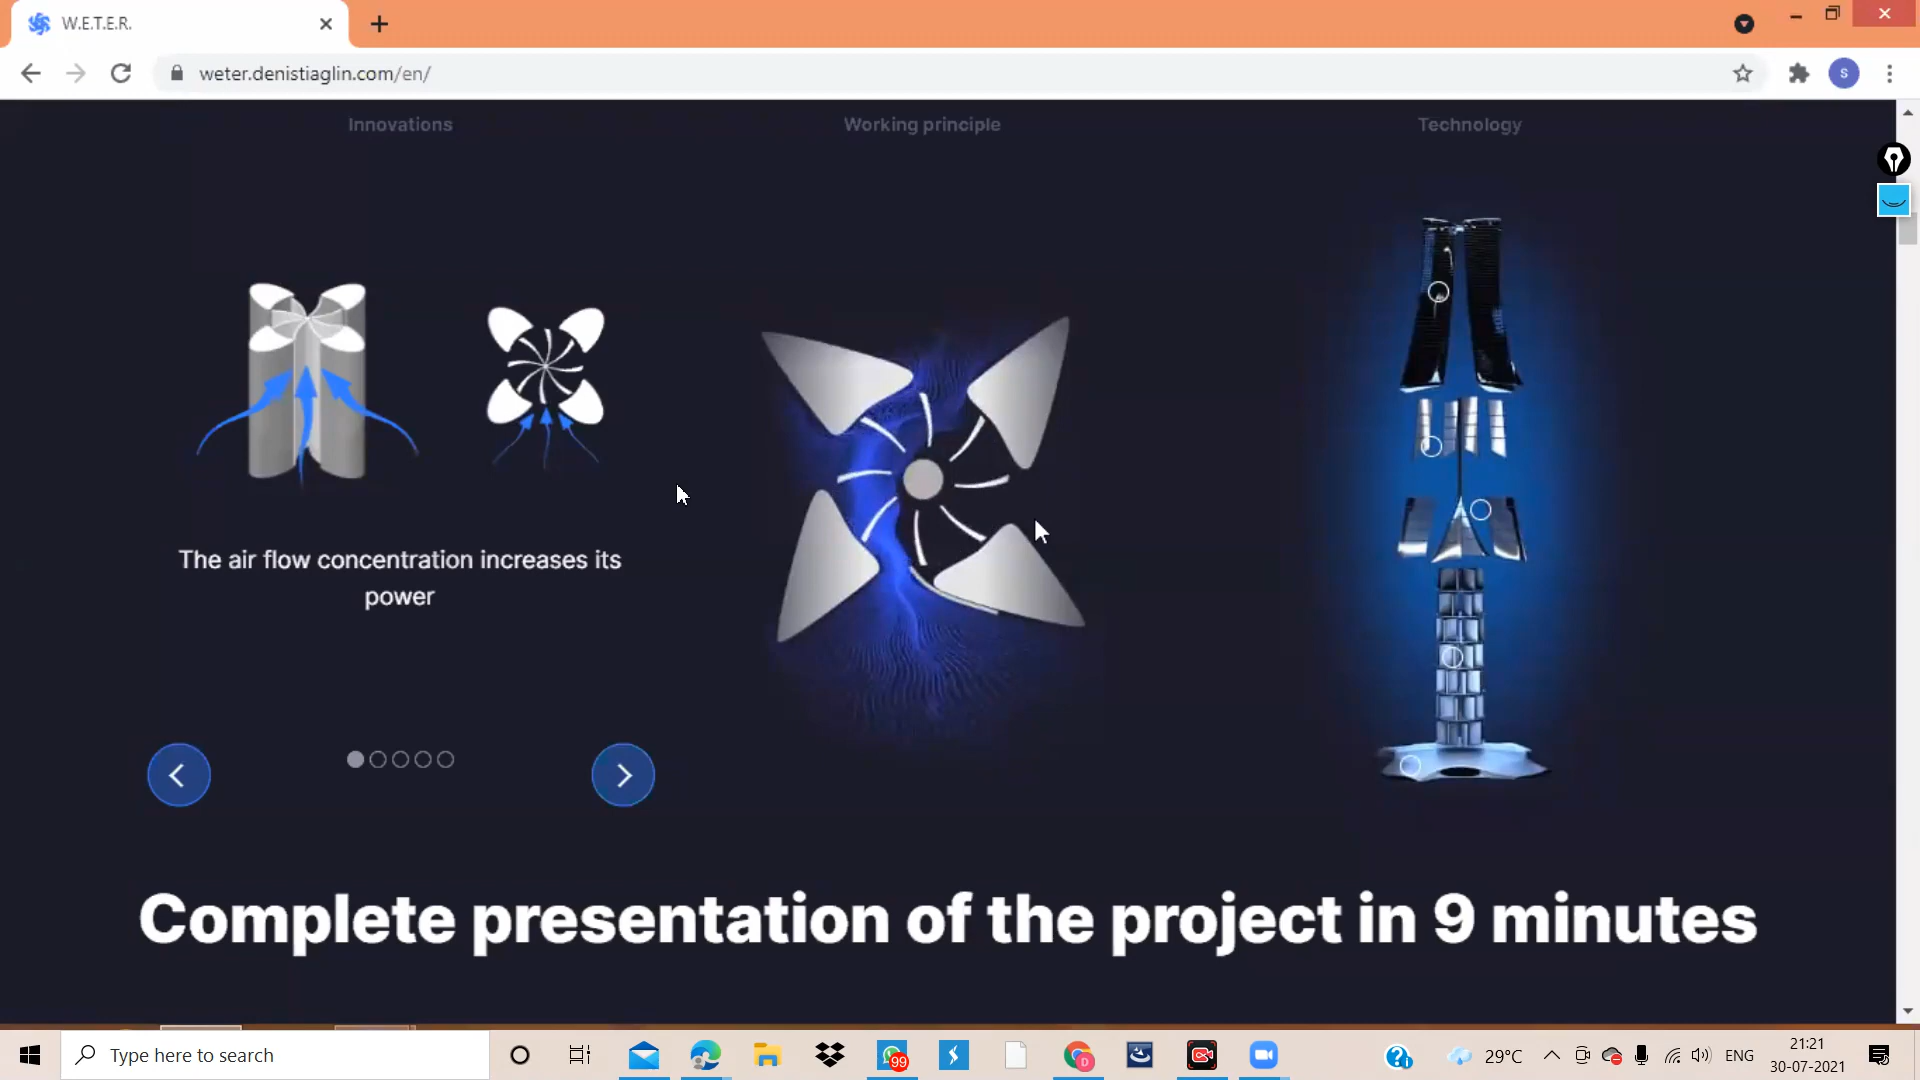 W.E.T.E.R.
weter.denistiaglin.com/en/
S
Innovations
Working principle
Technology
The air flow concentration increases its
power
Complete presentation of the project in 9 minutes
Type here to search
99
D
29°C
ENG
21:21
30-07-2021